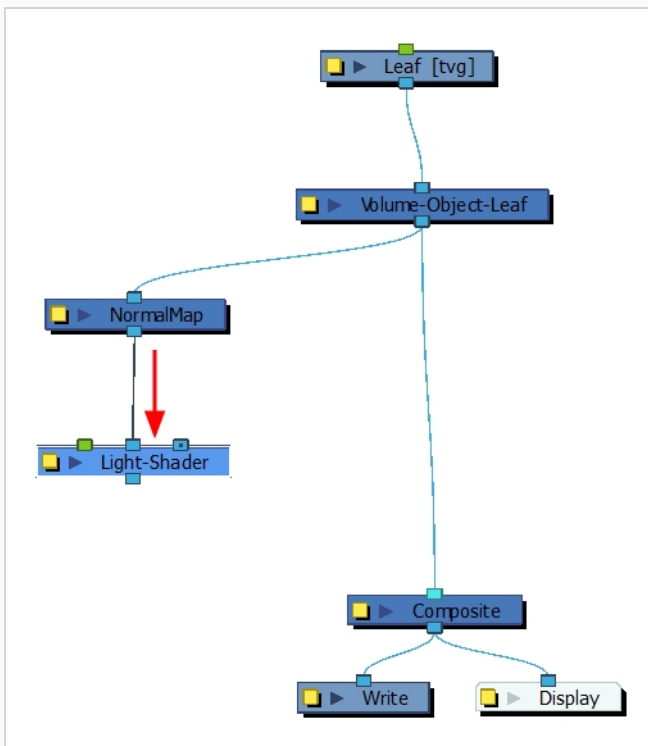 Leaf [tvg]
Volume-Object-Leaf
NormalMap
Light-Shader
Composite
Write
Display